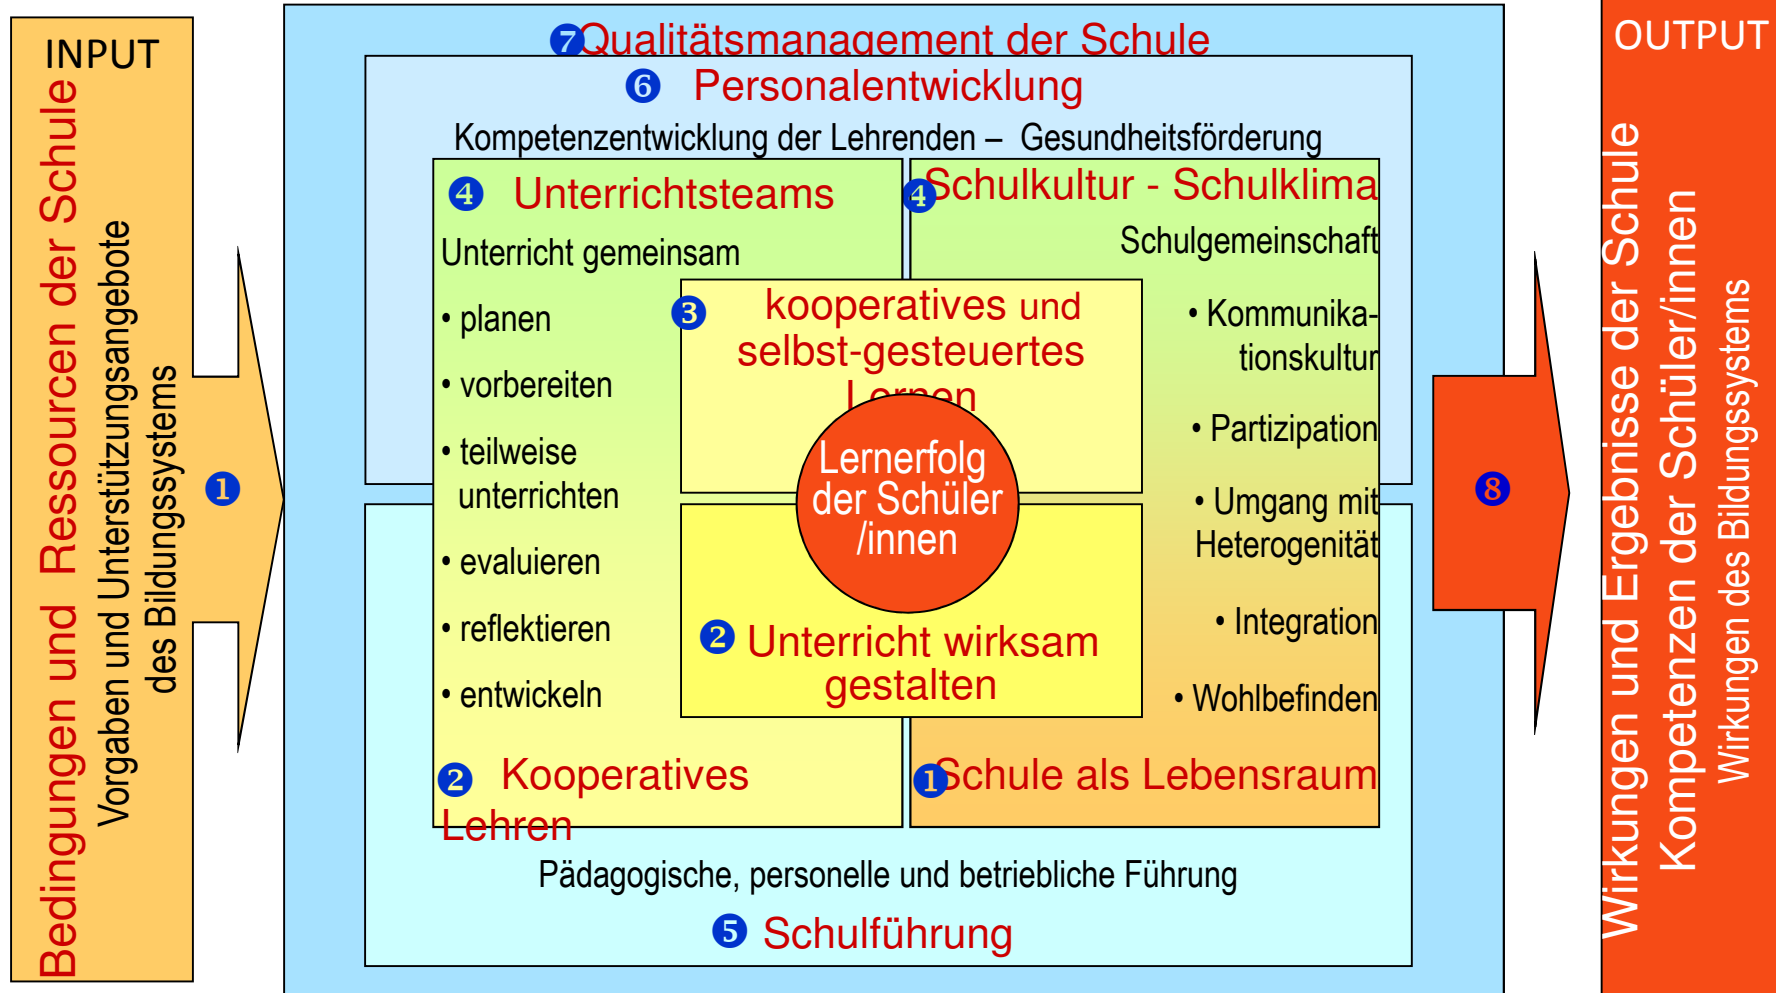 INPUT
Bedingungen und Ressourcen der Schule
Vorgaben und Unterstützungsangebote
des Bildungssystems
❶
❼Qualitätsmanagement der Schule
❻ Personalentwicklung
Kompetenzentwicklung der Lehrenden – Gesundheitsförderung
❹ Unterrichtsteams
Unterricht gemeinsam
• planen
• vorbereiten
• teilweise
unterrichten
• evaluieren
• reflektieren
• entwickeln
❷ Kooperatives
Lehren
❹Schulkultur - Schulklima
Schulgemeinschaft
• Kommunika-
tionskultur
• Partizipation
• Umgang mit
Heterogenität
• Integration
• Wohlbefinden
❶Schule als Lebensraum
❸ kooperatives und
selbst-gesteuertes
Lernen
Lernerfolg
der Schüler
/innen
❷ Unterricht wirksam
gestalten
Pädagogische, personelle und betriebliche Führung
❺ Schulführung
❽
OUTPUT
Wirkungen und Ergebnisse der Schule
Kompetenzen der Schüler/innen
Wirkungen des Bildungssystems